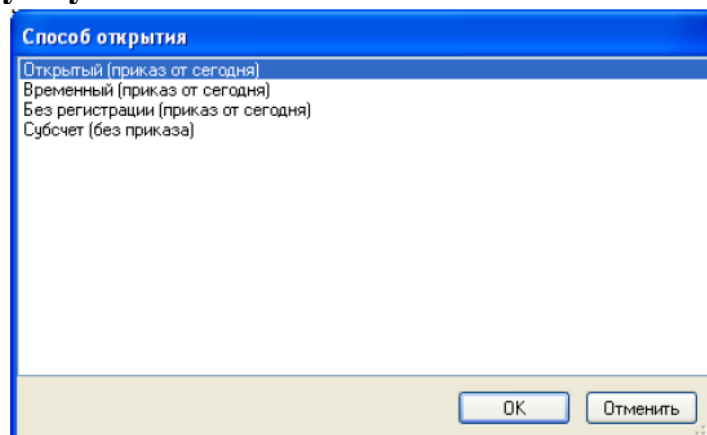 Способ открытия
Открытый (приказ от сегодня)
Временный (приказ от сегодня)
Без регистрации (приказ от сегодня)
Субсчет (без приказа)
OK
Отменить